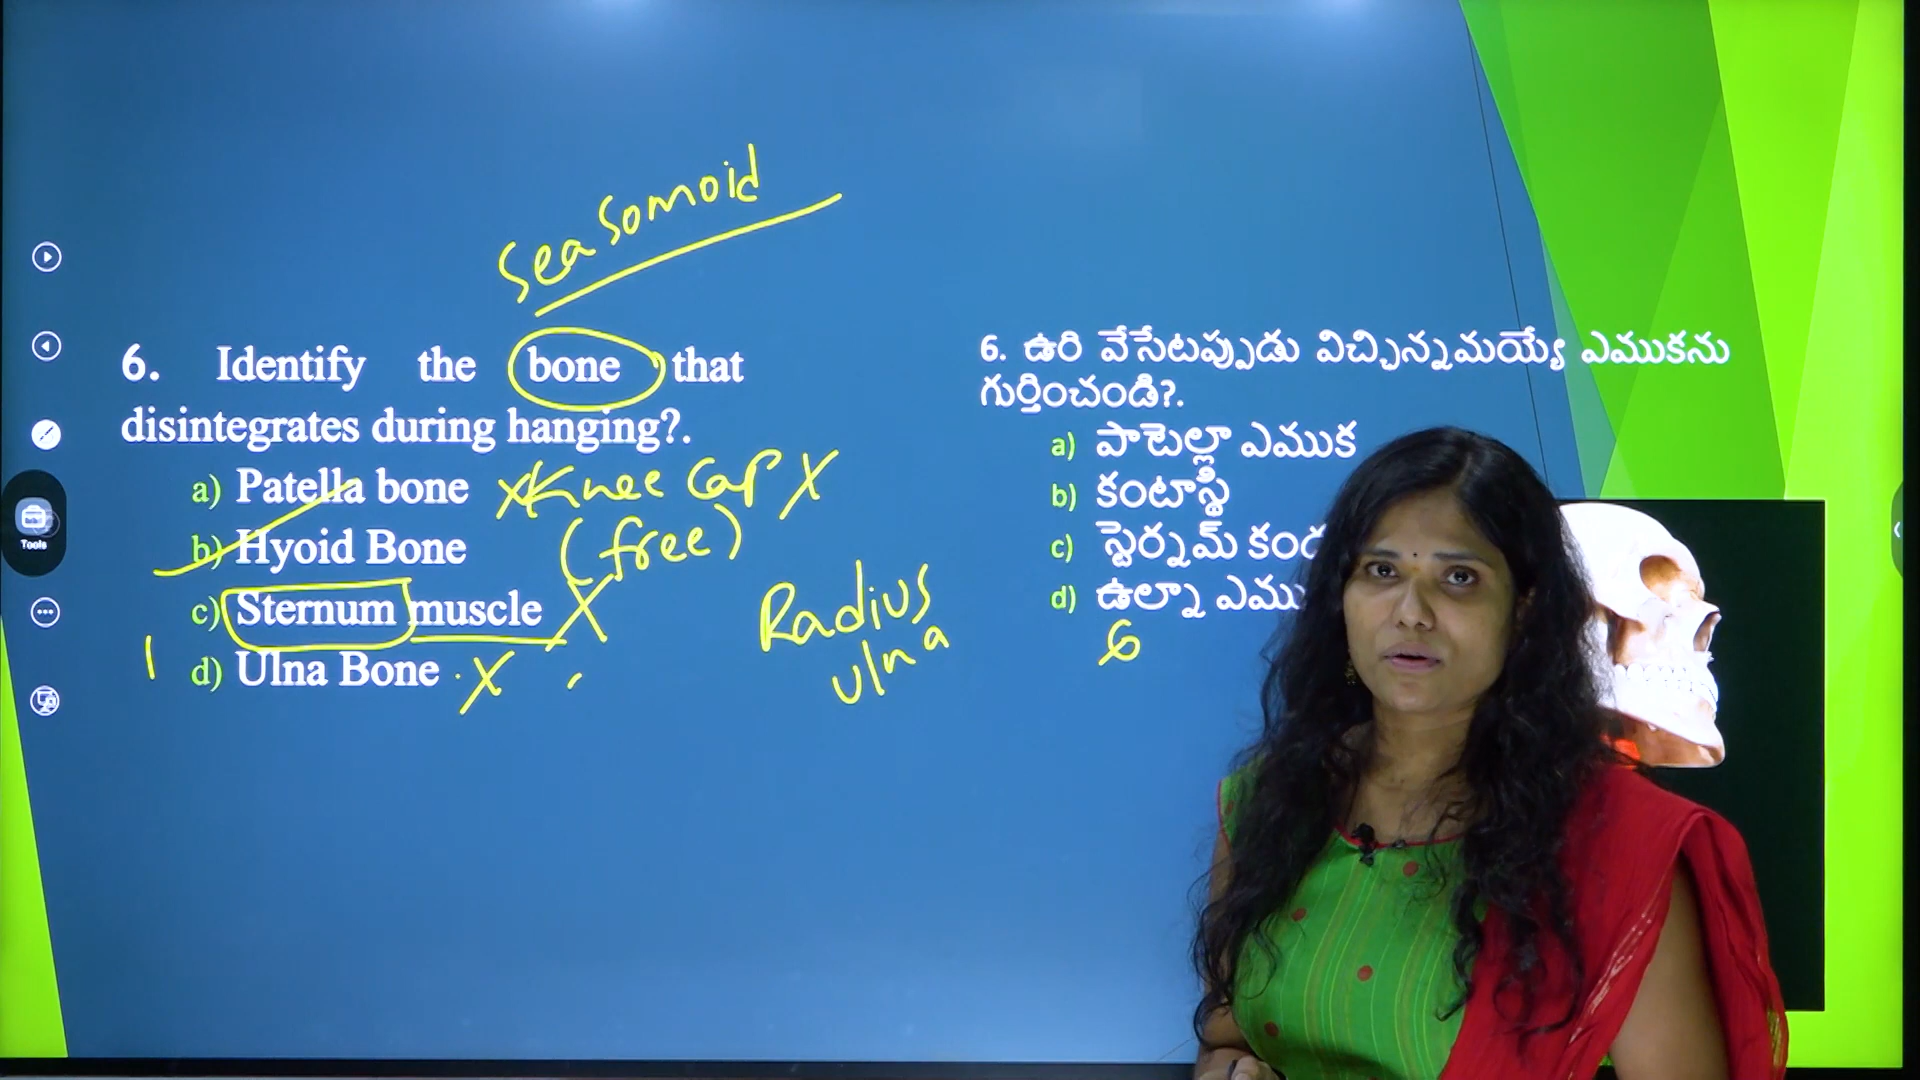 seasomoid
6. Identify the bone that
disintegrates during hanging?.
a) Patella bone x Knee cap X
b) Hyoid Bone (free)
c) Sternum muscle X
d) Ulna Bone X
Radius
ulna
6. ఉరి వేసేటప్పుడు విచ్ఛిన్నమయ్యే ఎముకను
గుర్తించండి?.
a) పాటెల్లా ఎముక
b) కంటాస్థి
c) స్టెర్నమ్
d) ఉల్నా
Tools